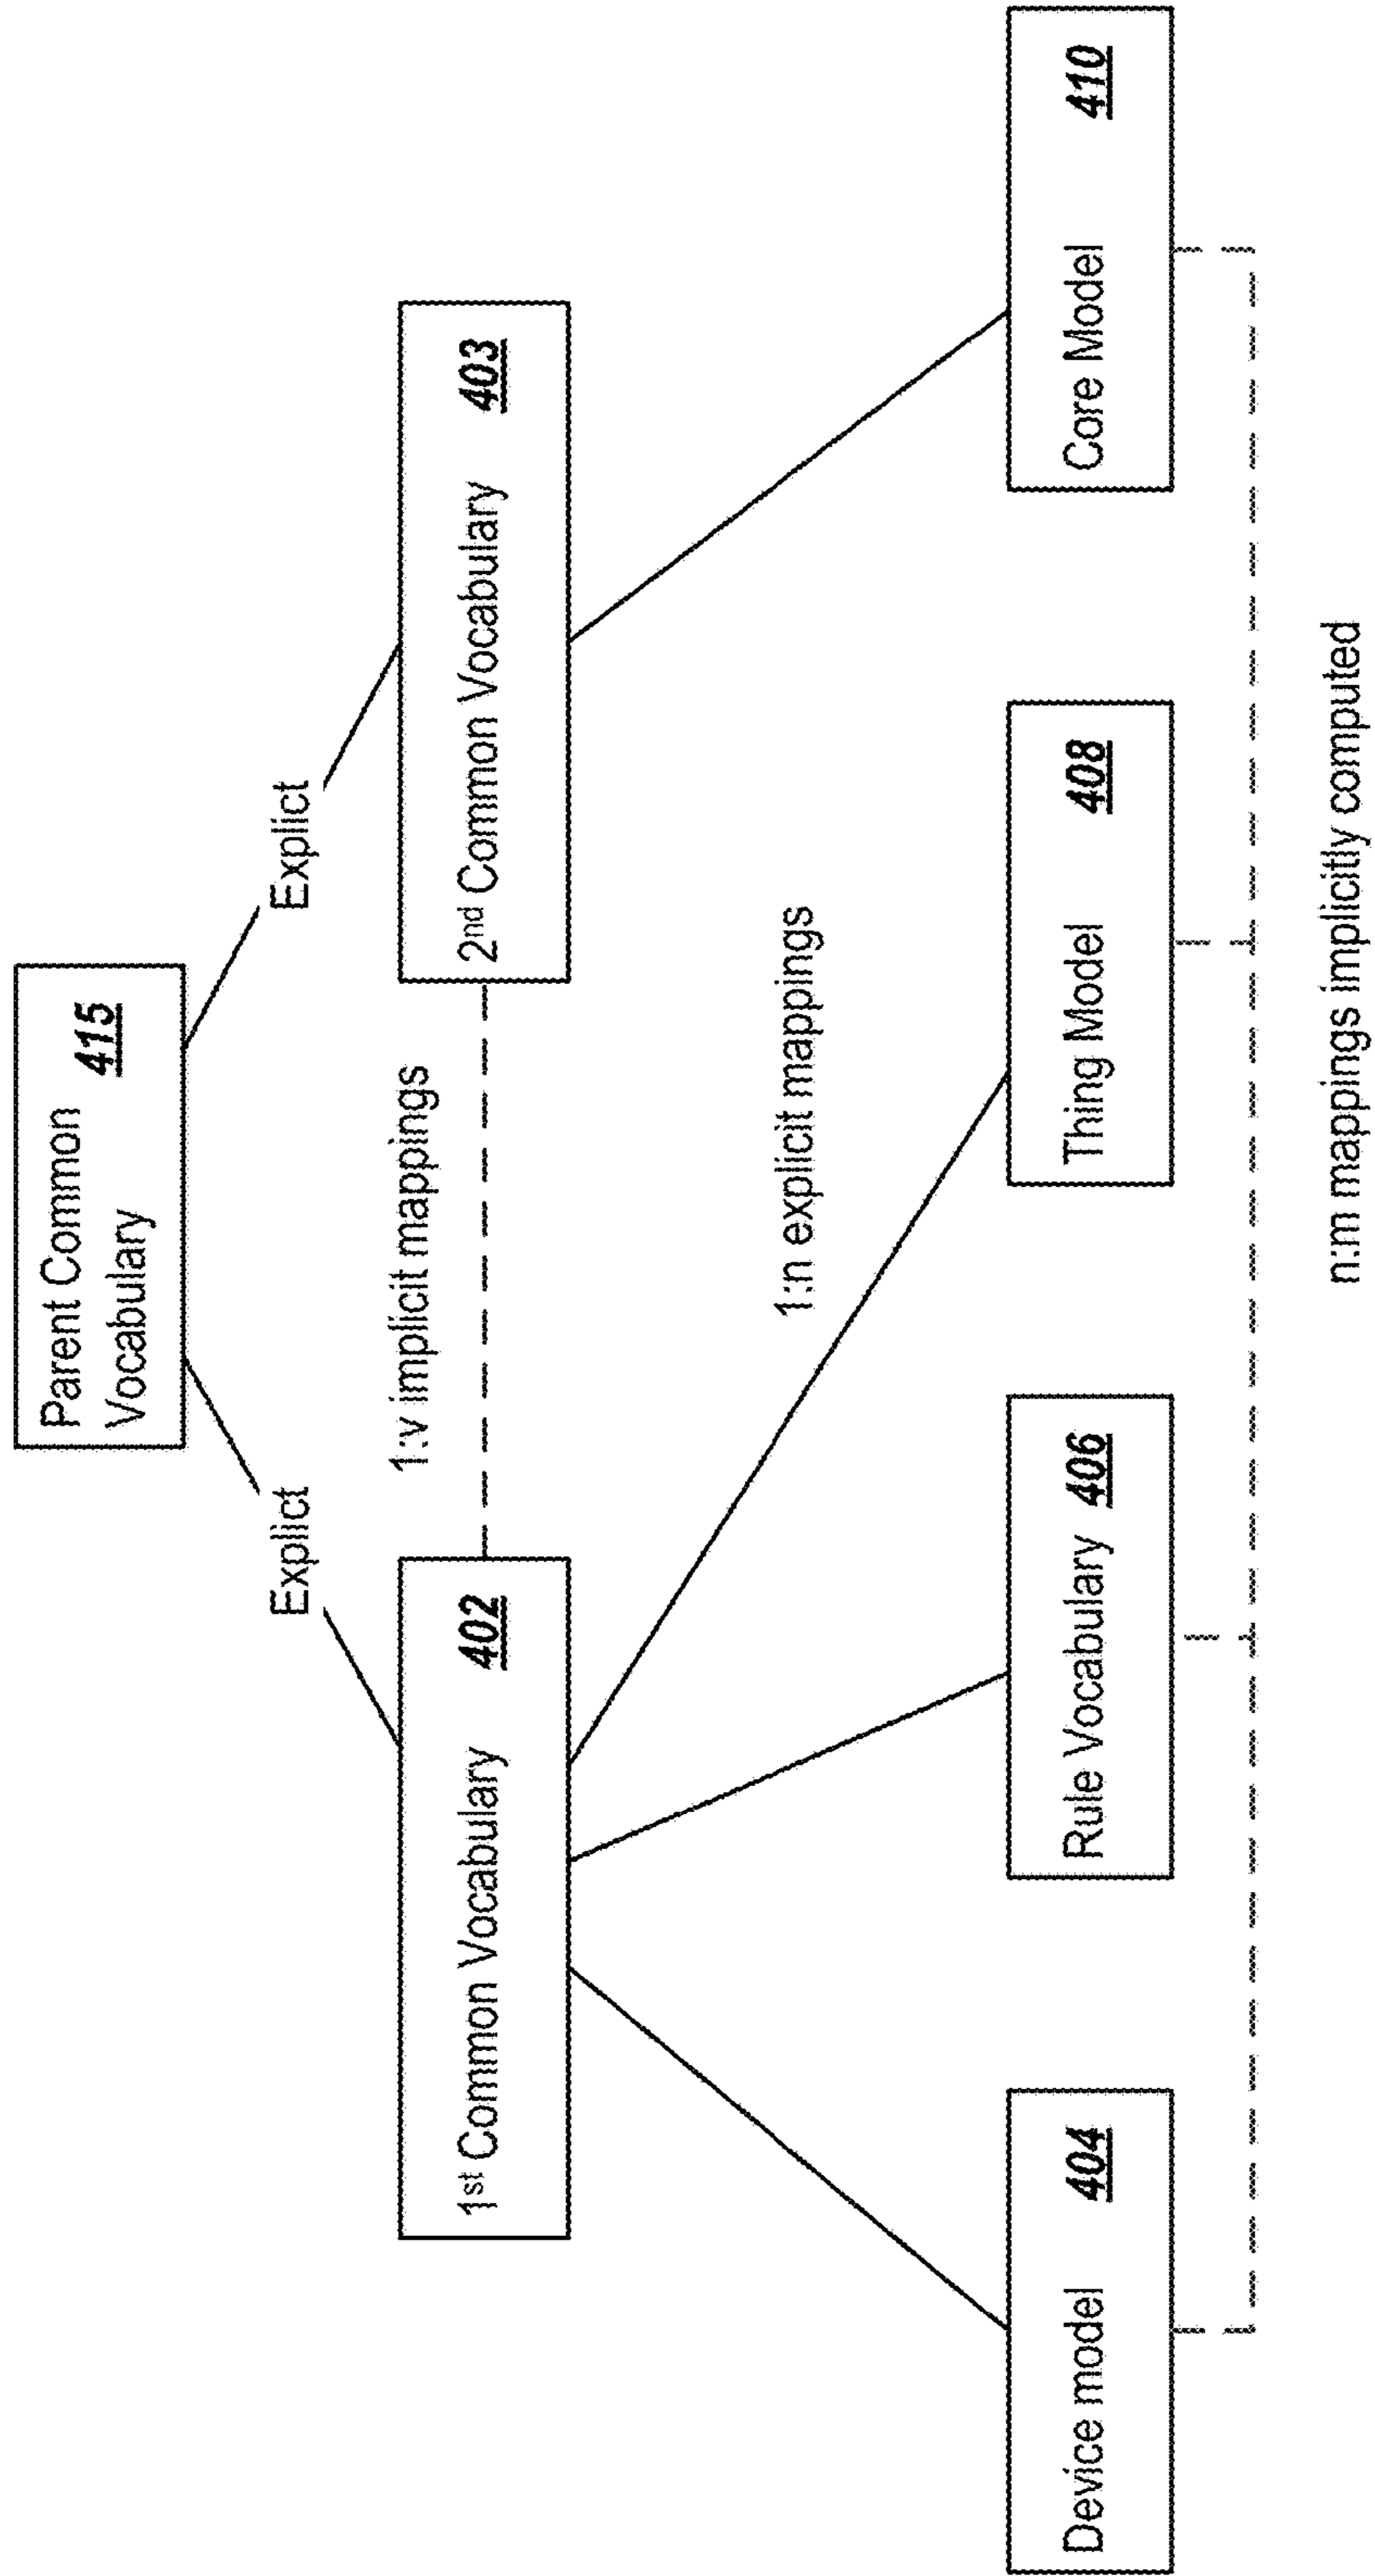 Parent Common
Vocabulary 415
Explict
Explict
1st Common Vocabulary 402
1:v implicit mappings
2nd Common Vocabulary 403
1:n explicit mappings
Device model 404
Rule Vocabulary 406
Thing Model 408
Core Model 410
n:m mappings implicitly computed